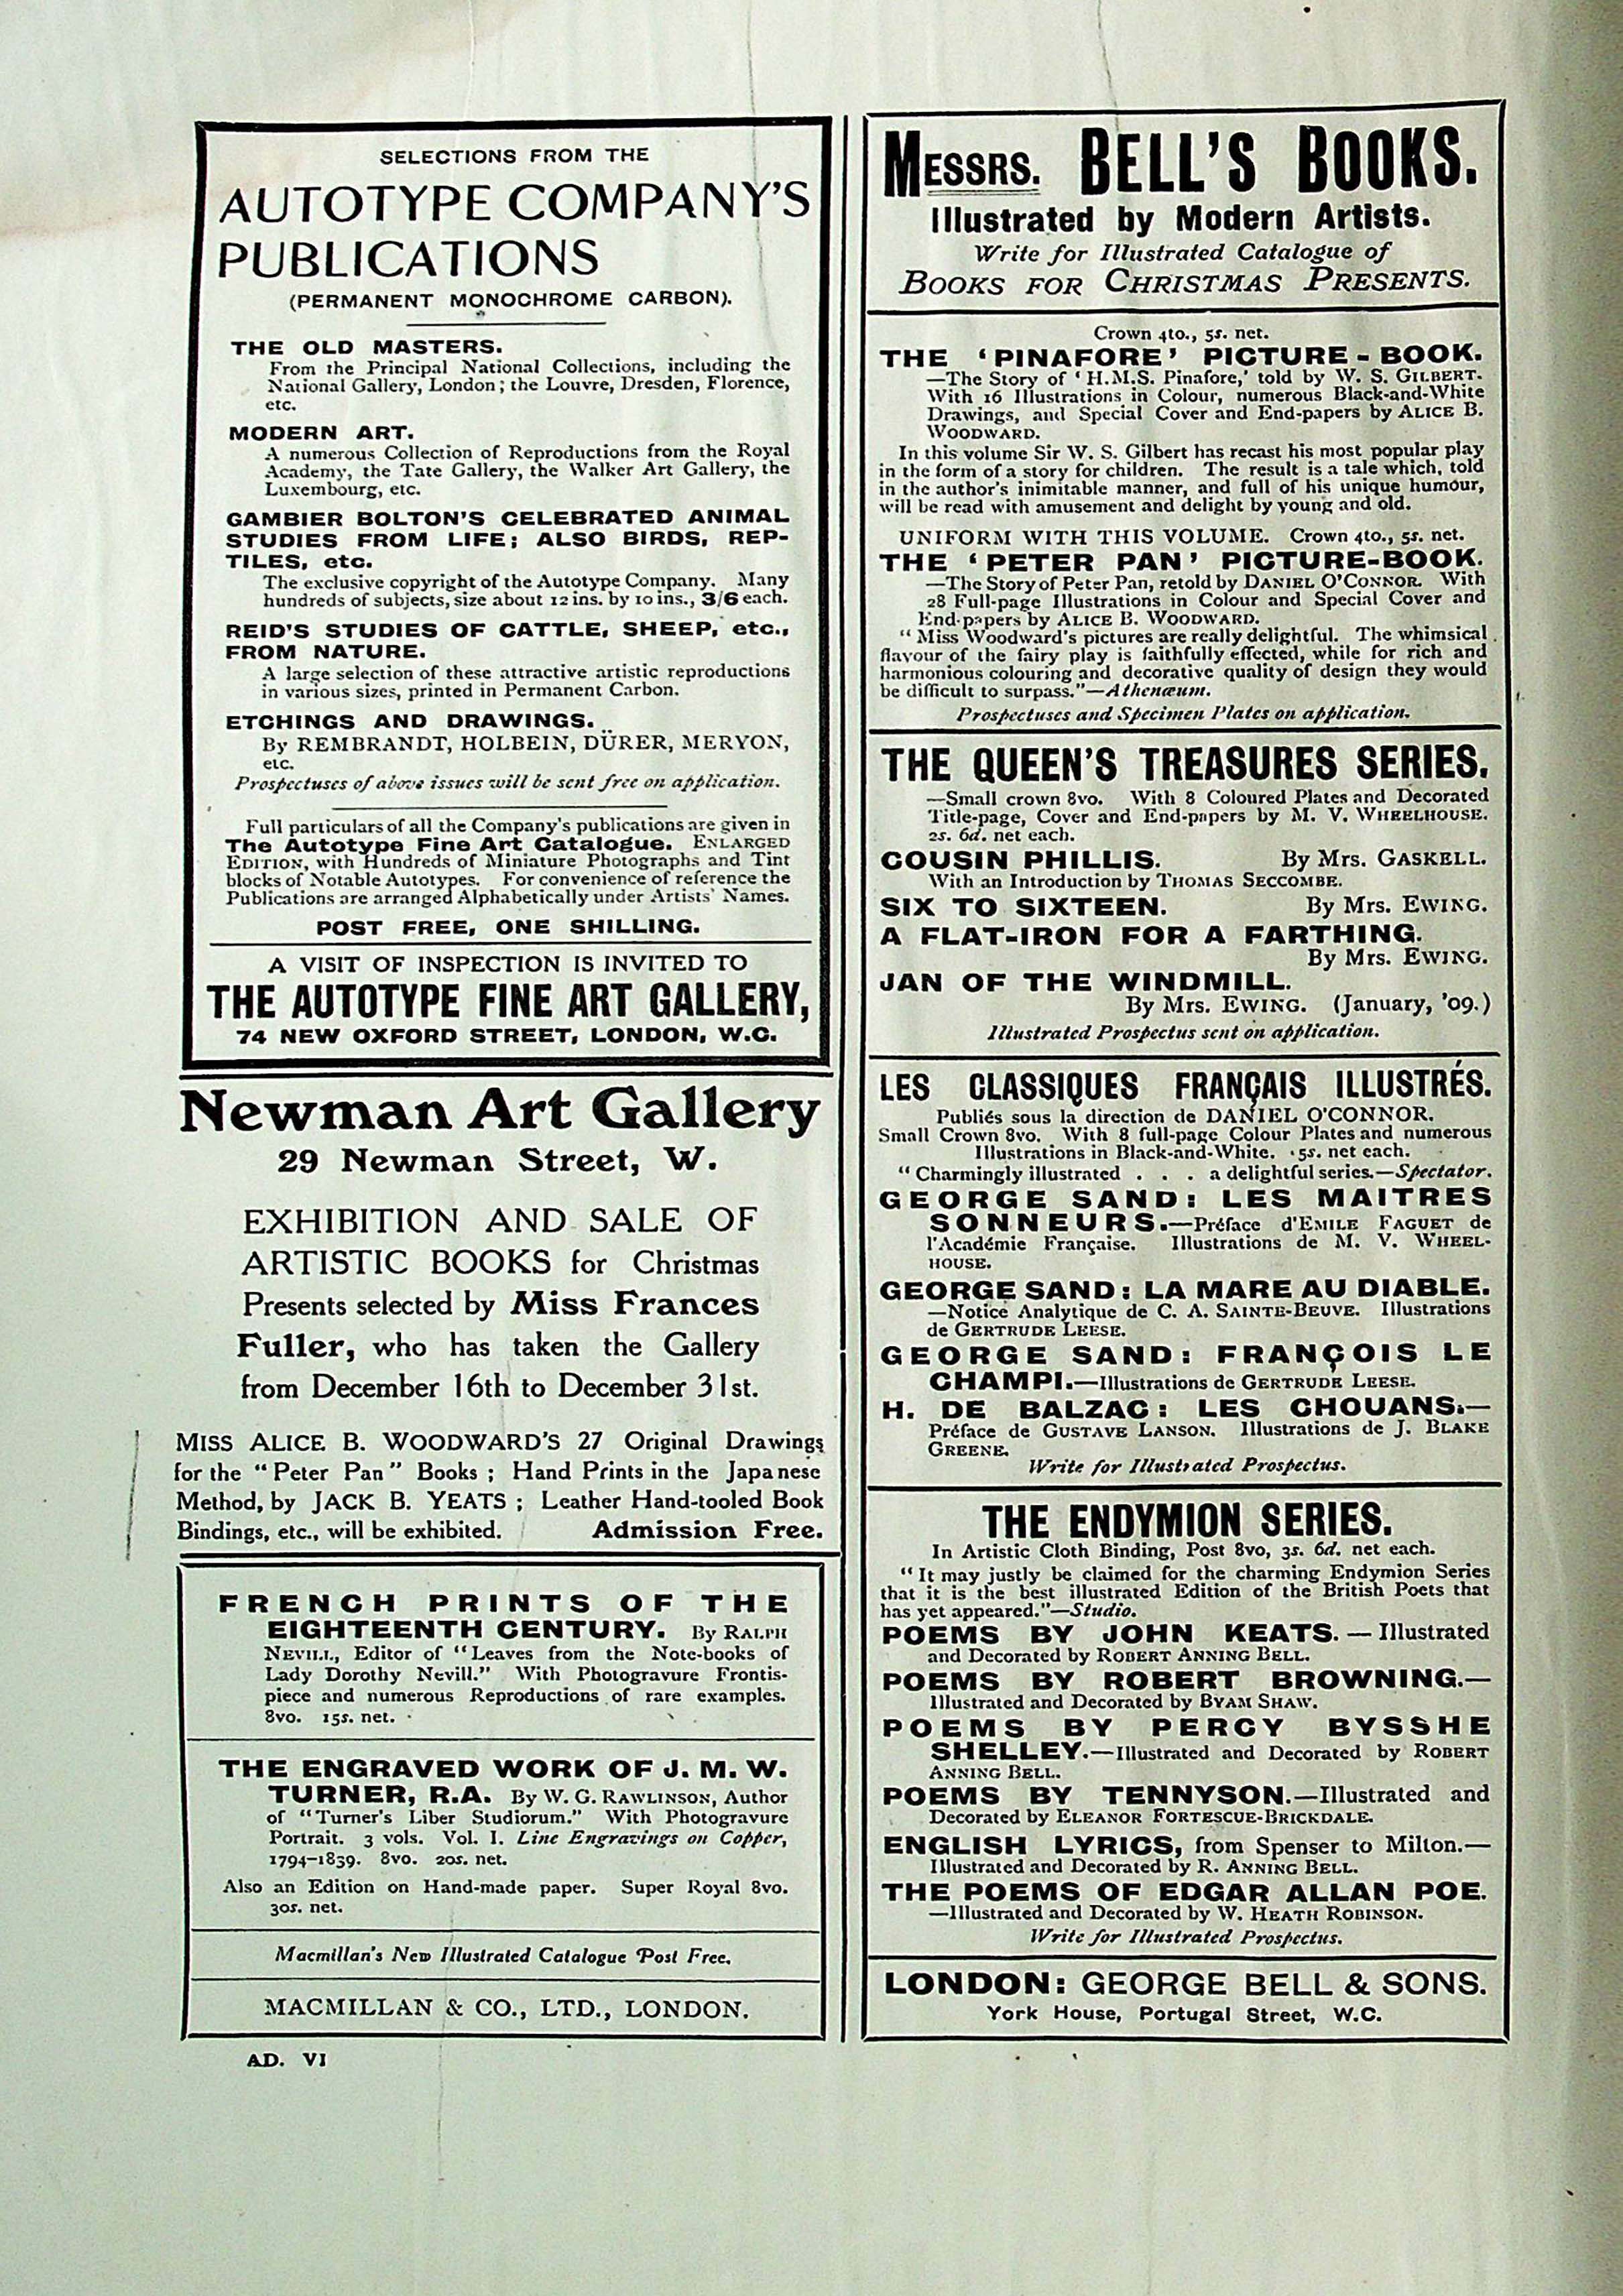 SELECTIONS FROM THE
AUTOTYPE COMPANY'S
PUBLICATIONS
(PERMANENT MONOCHROME CARBON).
THE OLD MASTERS.
From the Principal National Collections, including the
National Gallery, London; the Louvre, Dresden, Florence,
etc.
MODERN ART.
A numerous Collection of Reproductions from the Royal
Academy, the Tate Gallery, the Walker Art Gallery, the
Luxembourg, etc.
GAMBIER BOLTON'S CELEBRATED ANIMAL
STUDIES FROM LIFE; ALSO BIRDS, REP-
TILES, etc.
The exclusive copyright of the Autotype Company. Many
hundreds of subjects, size about 12 ins. by 10 ins., 3/6 each.
REID'S STUDIES OF CATTLE, SHEEP, etc.,
FROM NATURE.
A large selection of these attractive artistic reproductions
in various sizes, printed in Permanent Carbon.
ETCHINGS AND DRAWINGS.
By REMBRANDT, HOLBEIN, DÜRER, MERYON,
etc.
Prospectuses of above issues will be sent free on application.
Full particulars of all the Company's publications are given in
The Autotype Fine Art Catalogue. ENLARGED
EDITION, with Hundreds of Miniature Photographs and Tint
blocks of Notable Autotypes. For convenience of reference the
Publications are arranged Alphabetically under Artists' Names.
POST FREE, ONE SHILLING.
A VISIT OF INSPECTION IS INVITED TO
THE AUTOTYPE FINE ART GALLERY,
74 NEW OXFORD STREET, LONDON, W.C.
Newman Art Gallery
29 Newman Street, W.
EXHIBITION AND SALE OF
ARTISTIC BOOKS for Christmas
Presents selected by Miss Frances
Fuller, who has taken the Gallery
from December 16th to December 31st.
MISS ALICE B. WOODWARD'S 27 Original Drawings
for the "Peter Pan" Books; Hand Prints in the Japanese
Method, by JACK B. YEATS; Leather Hand-tooled Book
Bindings, etc., will be exhibited. Admission Free.
FRENCH PRINTS OF THE
EIGHTEENTH CENTURY. By RALPH
NEVILL, Editor of "Leaves from the Note-books of
Lady Dorothy Nevill." With Photogravure Frontis-
piece and numerous Reproductions of rare examples.
8vo. 15s. net.
THE ENGRAVED WORK OF J. M. W.
TURNER, R.A. By W. G. RAWLINSON, Author
of "Turner's Liber Studiorum." With Photogravure
Portrait. 3 vols. Vol. I. Line Engravings on Copper,
1794-1839. 8vo. 20s. net.
Also an Edition on Hand-made paper. Super Royal 8vo.
30s. net.
Macmillan's New Illustrated Catalogue Post Free.
MACMILLAN & CO., LTD., LONDON.
AD. VI
MESSRS. BELL'S BOOKS.
Illustrated by Modern Artists.
Write for Illustrated Catalogue of
BOOKS FOR CHRISTMAS PRESENTS.
Crown 4to., 5s. net.
THE 'PINAFORE' PICTURE-BOOK.
—The Story of 'H.M.S. Pinafore,' told by W. S. GILBERT.
With 16 Illustrations in Colour, numerous Black-and-White
Drawings, and Special Cover and End-papers by ALICE B.
WOODWARD.
In this volume Sir W. S. Gilbert has recast his most popular play
in the form of a story for children. The result is a tale which, told
in the author's inimitable manner, and full of his unique humour,
will be read with amusement and delight by young and old.
UNIFORM WITH THIS VOLUME. Crown 4to., 5s. net.
THE 'PETER PAN' PICTURE-BOOK.
—The Story of Peter Pan, retold by DANIEL O'CONNOR. With
28 Full-page Illustrations in Colour and Special Cover and
End-papers by ALICE B. WOODWARD.
"Miss Woodward's pictures are really delightful. The whimsical
flavour of the fairy play is faithfully effected, while for rich and
harmonious colouring and decorative quality of design they would
be difficult to surpass."—Athenæum.
Prospectuses and Specimen Plates on application.
THE QUEEN'S TREASURES SERIES.
—Small crown 8vo. With 8 Coloured Plates and Decorated
Title-page, Cover and End-papers by M. V. WHEELHOUSE.
2s. 6d. net each.
COUSIN PHILLIS. By Mrs. GASKELL.
With an Introduction by THOMAS SECCOMBE.
SIX TO SIXTEEN. By Mrs. EWING.
A FLAT-IRON FOR A FARTHING.
By Mrs. EWING.
JAN OF THE WINDMILL.
By Mrs. EWING. (January, '09.)
Illustrated Prospectus sent on application.
LES CLASSIQUES FRANÇAIS ILLUSTRÉS.
Publiés sous la direction de DANIEL O'CONNOR.
Small Crown 8vo. With 8 full-page Colour Plates and numerous
Illustrations in Black-and-White. 5s. net each.
"Charmingly illustrated . . . a delightful series.—Spectator.
GEORGE SAND: LES MAITRES
SONNEURS.—Préface d'EMILE FAGUET de
l'Académie Française. Illustrations de M. V. WHEEL-
HOUSE.
GEORGE SAND: LA MARE AU DIABLE.
—Notice Analytique de C. A. SAINTE-BEUVE. Illustrations
de GERTRUDE LEESE.
GEORGE SAND: FRANÇOIS LE
CHAMPI.—Illustrations de GERTRUDE LEESE.
H. DE BALZAC: LES CHOUANS.—
Préface de GUSTAVE LANSON. Illustrations de J. BLAKE
GREENE.
Write for Illustrated Prospectus.
THE ENDYMION SERIES.
In Artistic Cloth Binding, Post 8vo, 3s. 6d. net each.
"It may justly be claimed for the charming Endymion Series
that it is the best illustrated Edition of the British Poets that
has yet appeared."—Studio.
POEMS BY JOHN KEATS.—Illustrated
and Decorated by ROBERT ANNING BELL.
POEMS BY ROBERT BROWNING.—
Illustrated and Decorated by BYAM SHAW.
POEMS BY PERCY BYSSHE
SHELLEY.—Illustrated and Decorated by ROBERT
ANNING BELL.
POEMS BY TENNYSON.—Illustrated and
Decorated by ELEANOR FORTESCUE-BRICKDALE.
ENGLISH LYRICS, from Spenser to Milton.—
Illustrated and Decorated by R. ANNING BELL.
THE POEMS OF EDGAR ALLAN POE.
—Illustrated and Decorated by W. HEATH ROBINSON.
Write for Illustrated Prospectus.
LONDON: GEORGE BELL & SONS.
York House, Portugal Street, W.C.